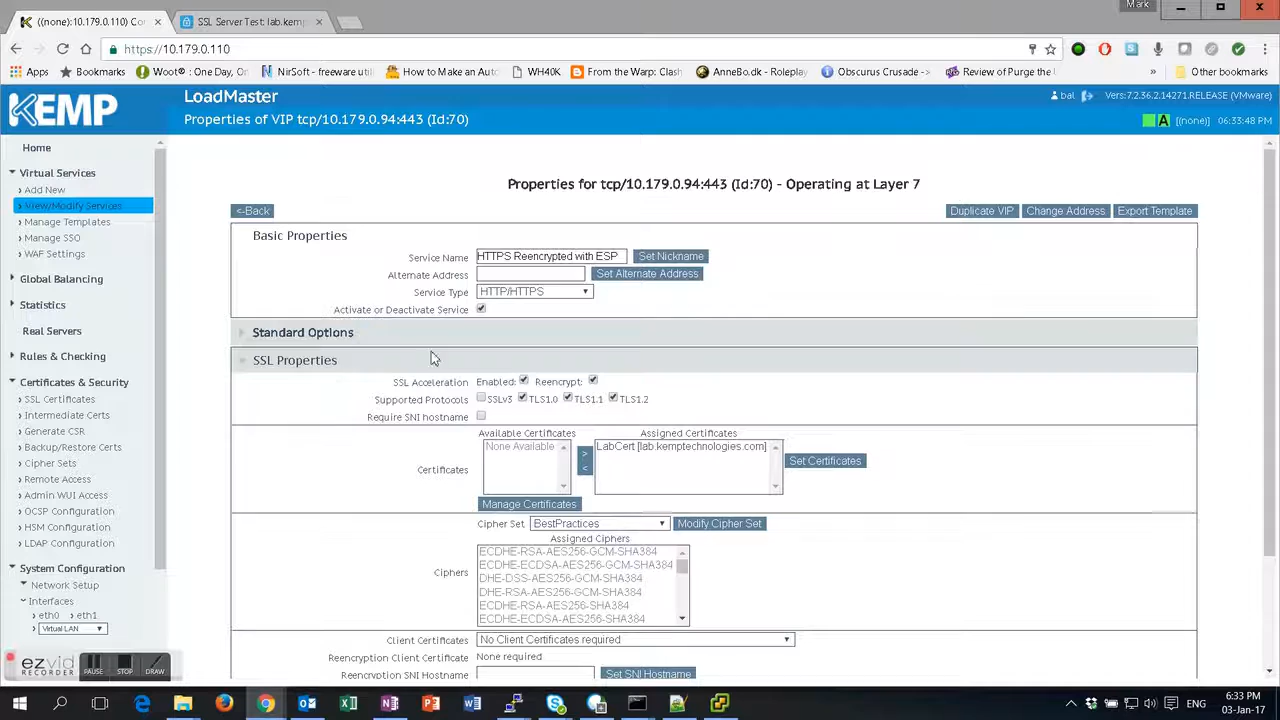 ((none):10.179.0.110) Co
SSL Server Test: lab.kemp
Mark
https://10.179.0.110
Apps
Bookmarks
Woot® : One Day, On
NirSoft - freeware util
How to Make an Aut
WH40K
From the Warp: Clash
AnneBo.dk - Roleplay
Obscurus Crusade
Review of Purge the
»
Other bookmarks
KEMP
LoadMaster
Properties of VIP tcp/10.179.0.94:443 (Id:70)
bal
Vers:7.2.36.2.14271.RELEASE (VMware)
A
[(none)]
06:33:48 PM
Home
Virtual Services
Add New
View/Modify Services
Manage Templates
Manage SSO
WAF Settings
Global Balancing
Statistics
Real Servers
Rules & Checking
Certificates & Security
SSL Certificates
Intermediate Certs
Generate CSR
Backup/Restore Certs
Cipher Sets
Remote Access
Admin WUI Access
OCSP Configuration
HSM Configuration
LDAP Configuration
System Configuration
Network Setup
Interfaces
eth0 eth1
Virtual LAN
Properties for tcp/10.179.0.94:443 (Id:70) - Operating at Layer 7
<-Back
Duplicate VIP
Change Address
Export Template
Basic Properties
Service Name HTTPS Reencrypted with ESP Set Nickname
Alternate Address Set Alternate Address
Service Type HTTP/HTTPS
Activate or Deactivate Service
Standard Options
SSL Properties
SSL Acceleration Enabled: Reencrypt:
Supported Protocols SSLv3 TLS1.0 TLS1.1 TLS1.2
Require SNI hostname
Available Certificates Assigned Certificates
None Available
>
<
LabCert [lab.kemptechnologies.com]
Set Certificates
Certificates
Manage Certificates
Cipher Set BestPractices Modify Cipher Set
Assigned Ciphers
Ciphers
ECDHE-RSA-AES256-GCM-SHA384
ECDHE-ECDSA-AES256-GCM-SHA384
DHE-DSS-AES256-GCM-SHA384
DHE-RSA-AES256-GCM-SHA384
ECDHE-RSA-AES256-SHA384
ECDHE-ECDSA-AES256-SHA384
Client Certificates No Client Certificates required
Reencryption Client Certificate None required
Reencryption SNI Hostname Set SNI Hostname
ezvid
RECORDER
PAUSE
STOP
DRAW
ENG
6:33 PM
03-Jan-17